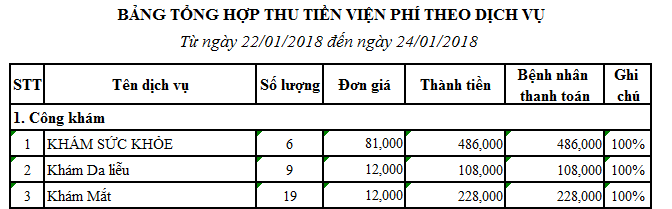 BẢNG TỔNG HỢP THU TIỀN VIỆN PHÍ THEO DỊCH VỤ
Từ ngày 22/01/2018 đến ngày 24/01/2018
STT Tên dịch vụ Số lượng Đơn giá Thành tiền Bệnh nhân thanh toán Ghi chú
1. Công khám
1 KHÁM SỨC KHỎE 6 81,000 486,000 486,000 100%
2 Khám Da liễu 9 12,000 108,000 108,000 100%
3 Khám Mắt 19 12,000 228,000 228,000 100%